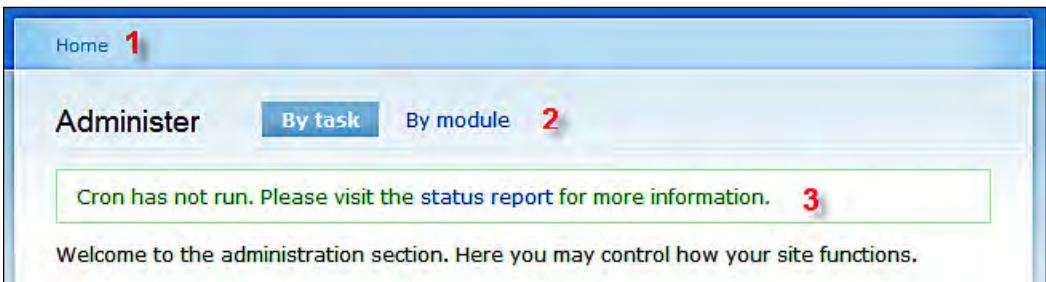 Home 1
Administer By task By module 2
Cron has not run. Please visit the status report for more information. 3
Welcome to the administration section. Here you may control how your site functions.